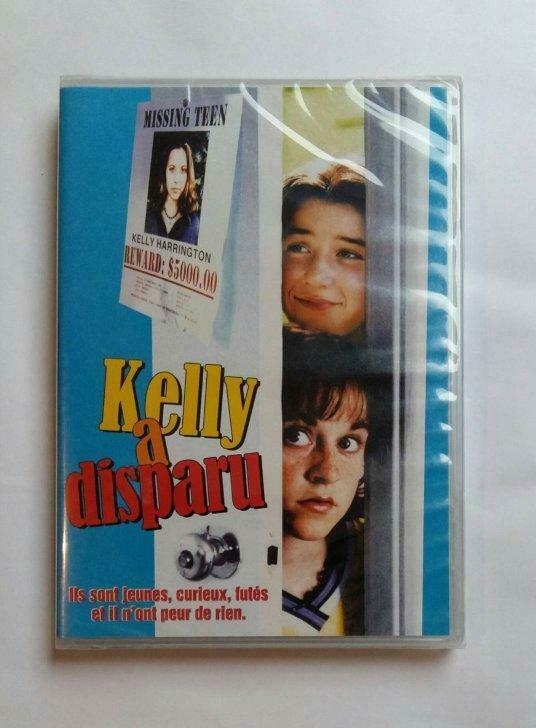 MISSING TEEN
KELLY HARRINGTON
REWARD: $5000.00
Kelly
a
disparu
Ils sont jeunes, curieux, futés
et il n'ont peur de rien.